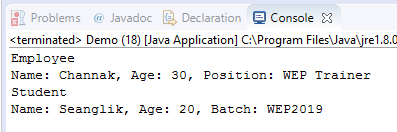 Problems @ Javadoc Declaration Console
<terminated> Demo (18) [Java Application] C:\Program Files\Java\jre1.8.0
Employee
Name: Channak, Age: 30, Position: WEP Trainer
Student
Name: Seanglik, Age: 20, Batch: WEP2019